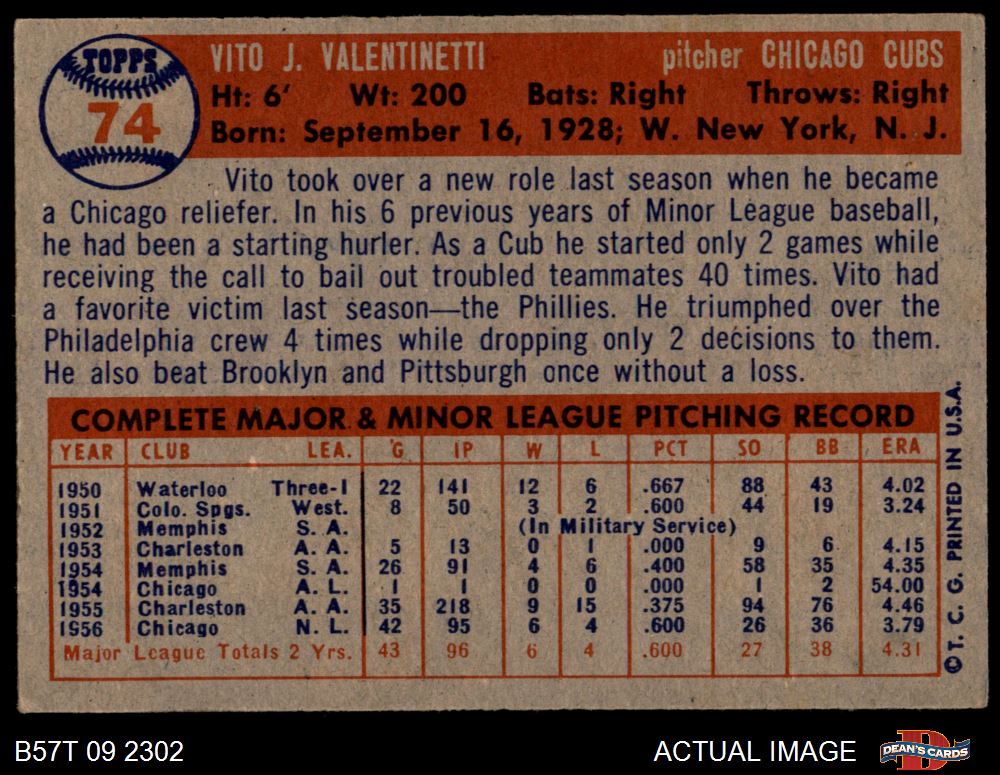 TOPPS
74
VITO J. VALENTINETTI pitcher CHICAGO CUBS
Ht: 6' Wt: 200 Bats: Right Throws: Right
Born: September 16, 1928; W. New York, N. J.
Vito took over a new role last season when he became
a Chicago reliefer. In his 6 previous years of Minor League baseball,
he had been a starting hurler. As a Cub he started only 2 games while
receiving the call to bail out troubled teammates 40 times. Vito had
a favorite victim last season—the Phillies. He triumphed over the
Philadelphia crew 4 times while dropping only 2 decisions to them.
He also beat Brooklyn and Pittsburgh once without a loss.
COMPLETE MAJOR & MINOR LEAGUE PITCHING RECORD
YEAR CLUB LEA. G IP W L PCT SO BB ERA
1950 Waterloo Three-I 22 141 12 6 .667 88 43 4.02
1951 Colo. Spgs. West. 8 50 3 2 .600 44 19 3.24
1952 Memphis S. A. (In Military Service)
1953 Charleston A. A. 5 13 0 1 .000 9 6 4.15
1954 Memphis S. A. 26 91 4 6 .400 58 35 4.35
1954 Chicago A. L. 1 1 0 0 .000 1 2 54.00
1955 Charleston A. A. 35 218 9 15 .375 94 76 4.46
1956 Chicago N. L. 42 95 6 4 .600 26 36 3.79
Major League Totals 2 Yrs. 43 96 6 4 .600 27 38 4.31
© T. C. G. PRINTED IN U.S.A.
B57T 09 2302 ACTUAL IMAGE
D
DEAN'S CARDS